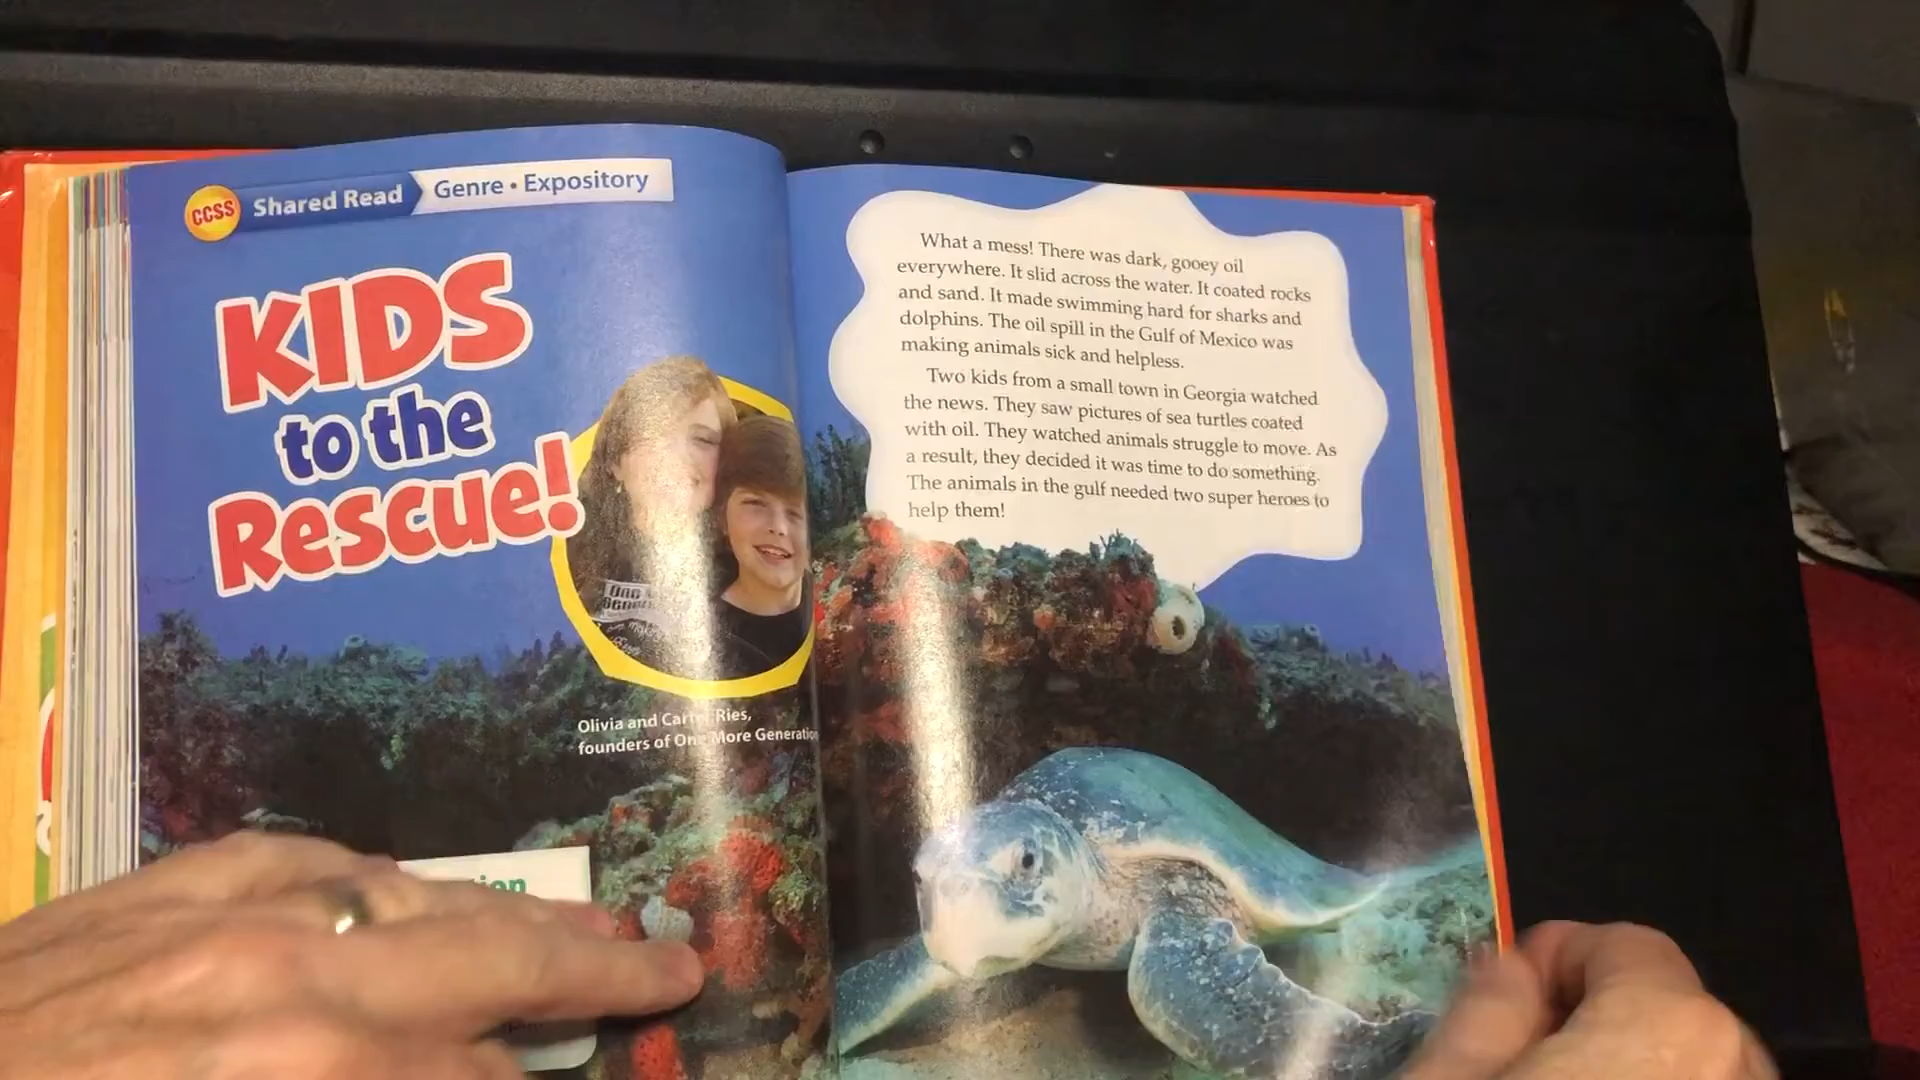 CCSS Shared Read Genre • Expository
KIDS
to the
Rescue!
Olivia and Carter Ries,
founders of One More Generation
What a mess! There was dark, gooey oil
everywhere. It slid across the water. It coated rocks
and sand. It made swimming hard for sharks and
dolphins. The oil spill in the Gulf of Mexico was
making animals sick and helpless.
Two kids from a small town in Georgia watched
the news. They saw pictures of sea turtles coated
with oil. They watched animals struggle to move. As
a result, they decided it was time to do something.
The animals in the gulf needed two super heroes to
help them!